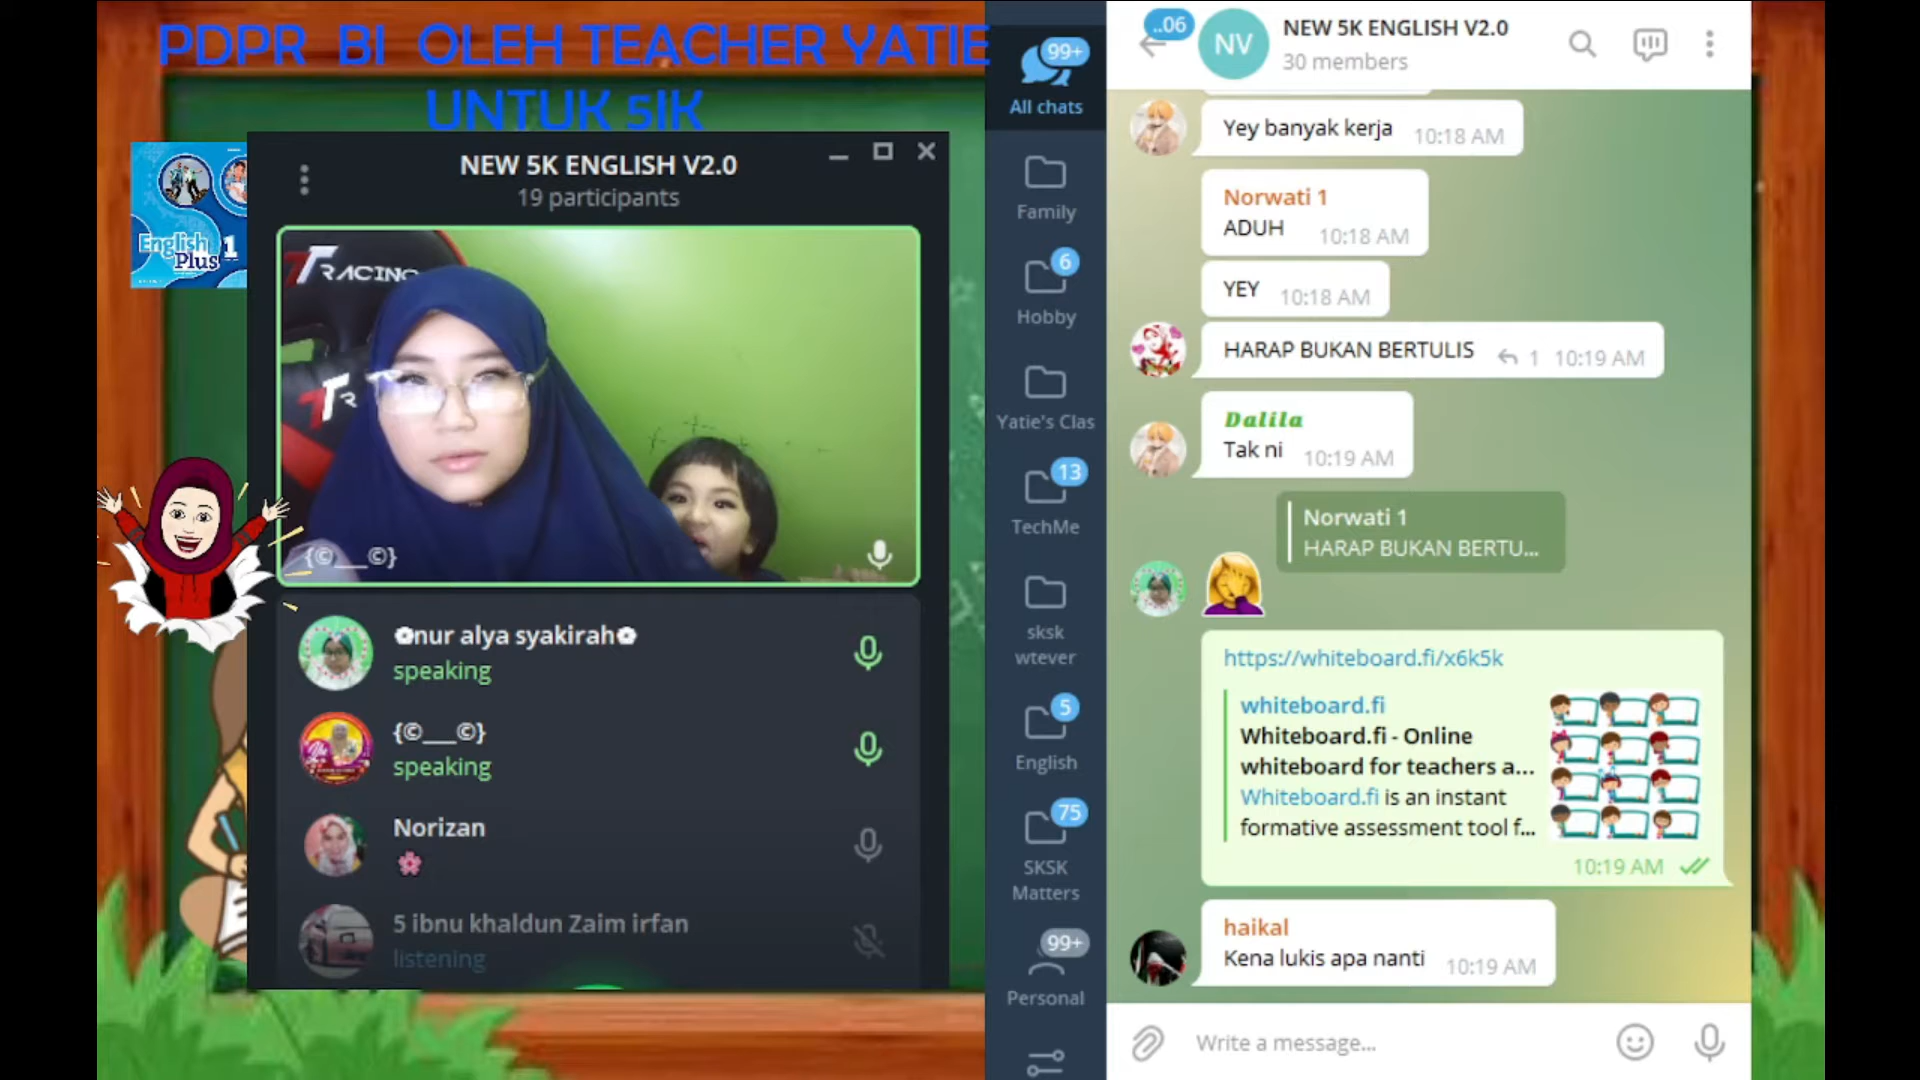 PDPR BI OLEH TEACHER YATIE
UNTUK 5IK
English
Plus 1
NEW 5K ENGLISH V2.0
19 participants
TTRACING
TTR
{©___©}
✿nur alya syakirah✿
speaking
{©___©}
speaking
Norizan
🌸
5 ibnu khaldun Zaim irfan
listening
99+
All chats
Family
6
Hobby
Yatie's Clas
13
TechMe
sksk
wtever
5
English
75
SKSK
Matters
99+
Personal
..06
NV
NEW 5K ENGLISH V2.0
30 members
Yey banyak kerja 10:18 AM
Norwati 1
ADUH 10:18 AM
YEY 10:18 AM
HARAP BUKAN BERTULIS 1 10:19 AM
Dalila
Tak ni 10:19 AM
Norwati 1
HARAP BUKAN BERTU...
🤦‍♀️
https://whiteboard.fi/x6k5k
whiteboard.fi
Whiteboard.fi - Online
whiteboard for teachers a...
Whiteboard.fi is an instant
formative assessment tool f...
10:19 AM
haikal
Kena lukis apa nanti 10:19 AM
Write a message...